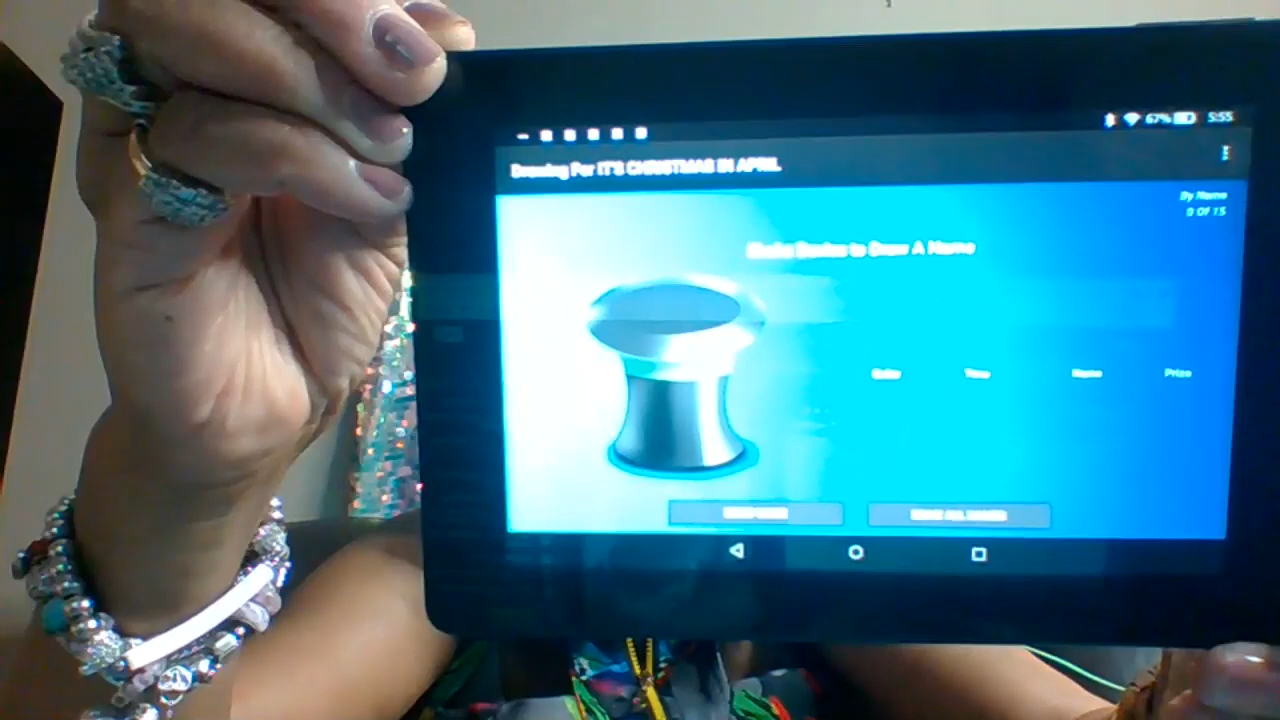 67% 5:55
Drawing For IT'S CHRISTMAS IN APRIL
By Name
0 OF 15
Shake Device to Draw A Name
Time Name Prize